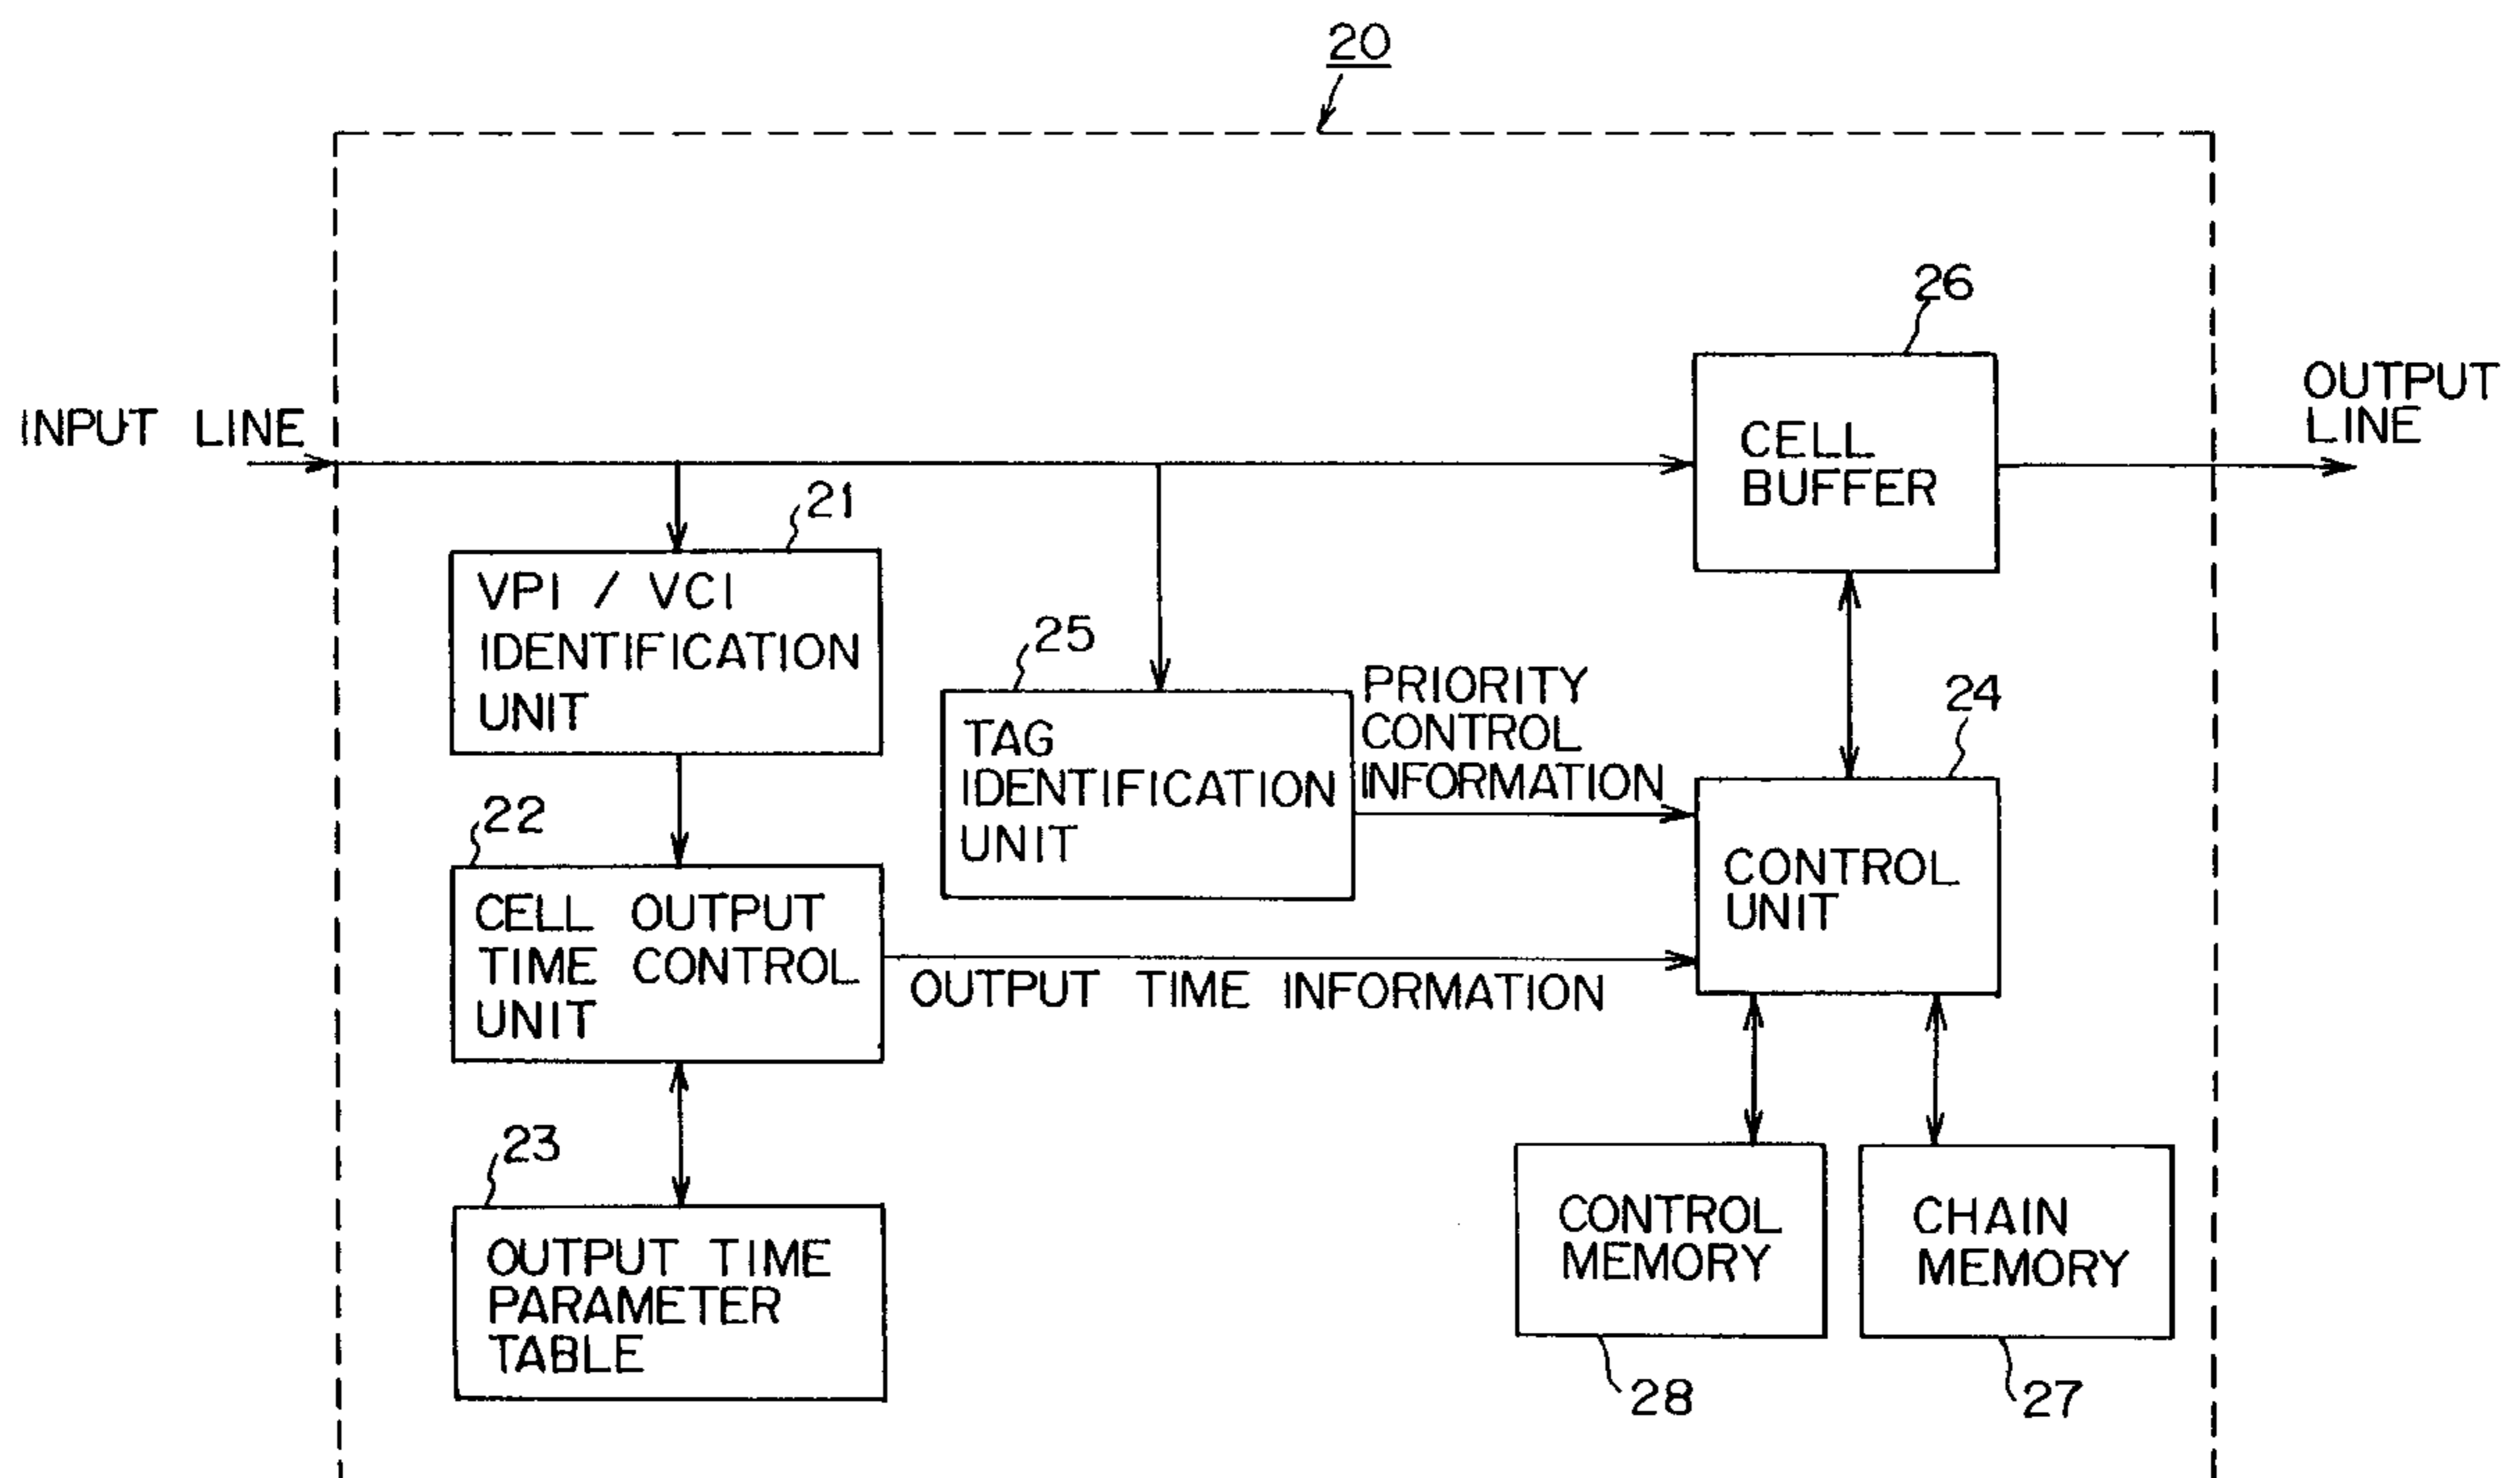 20
26
OUTPUT
LINE
INPUT LINE
CELL
BUFFER
21
VPI / VCI
IDENTIFICATION
UNIT
25
PRIORITY
CONTROL
INFORMATION
24
TAG
IDENTIFICATION
UNIT
22
CELL OUTPUT
TIME CONTROL
UNIT
CONTROL
UNIT
OUTPUT TIME INFORMATION
23
OUTPUT TIME
PARAMETER
TABLE
CONTROL
MEMORY
CHAIN
MEMORY
28
27